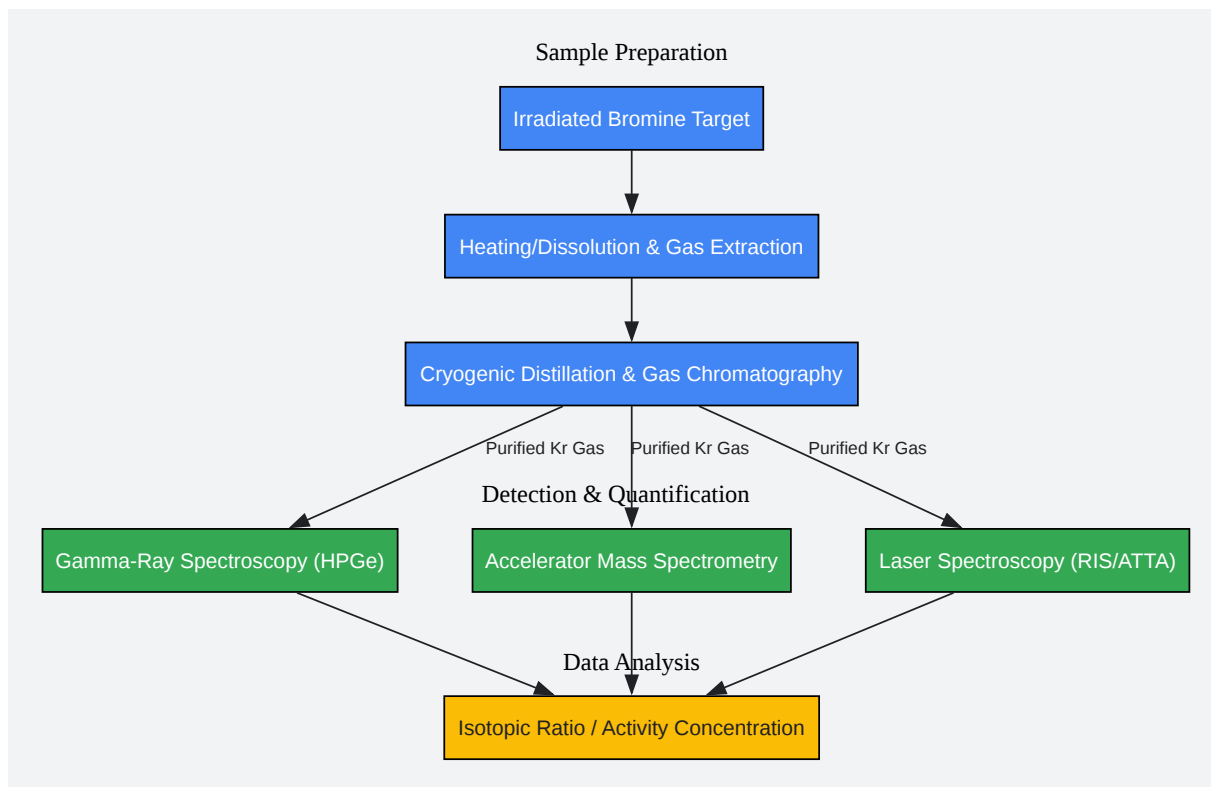 Sample Preparation
Irradiated Bromine Target
Heating/Dissolution & Gas Extraction
Cryogenic Distillation & Gas Chromatography
Purified Kr Gas
Purified Kr Gas
Purified Kr Gas
Detection & Quantification
Gamma-Ray Spectroscopy (HPGe)
Accelerator Mass Spectrometry
Laser Spectroscopy (RIS/ATTA)
Data Analysis
Isotopic Ratio / Activity Concentration